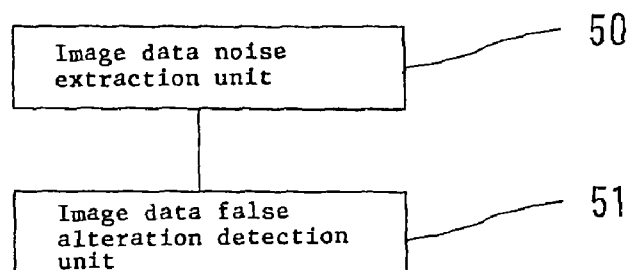 50
Image data noise
extraction unit
51
Image data false
alteration detection
unit